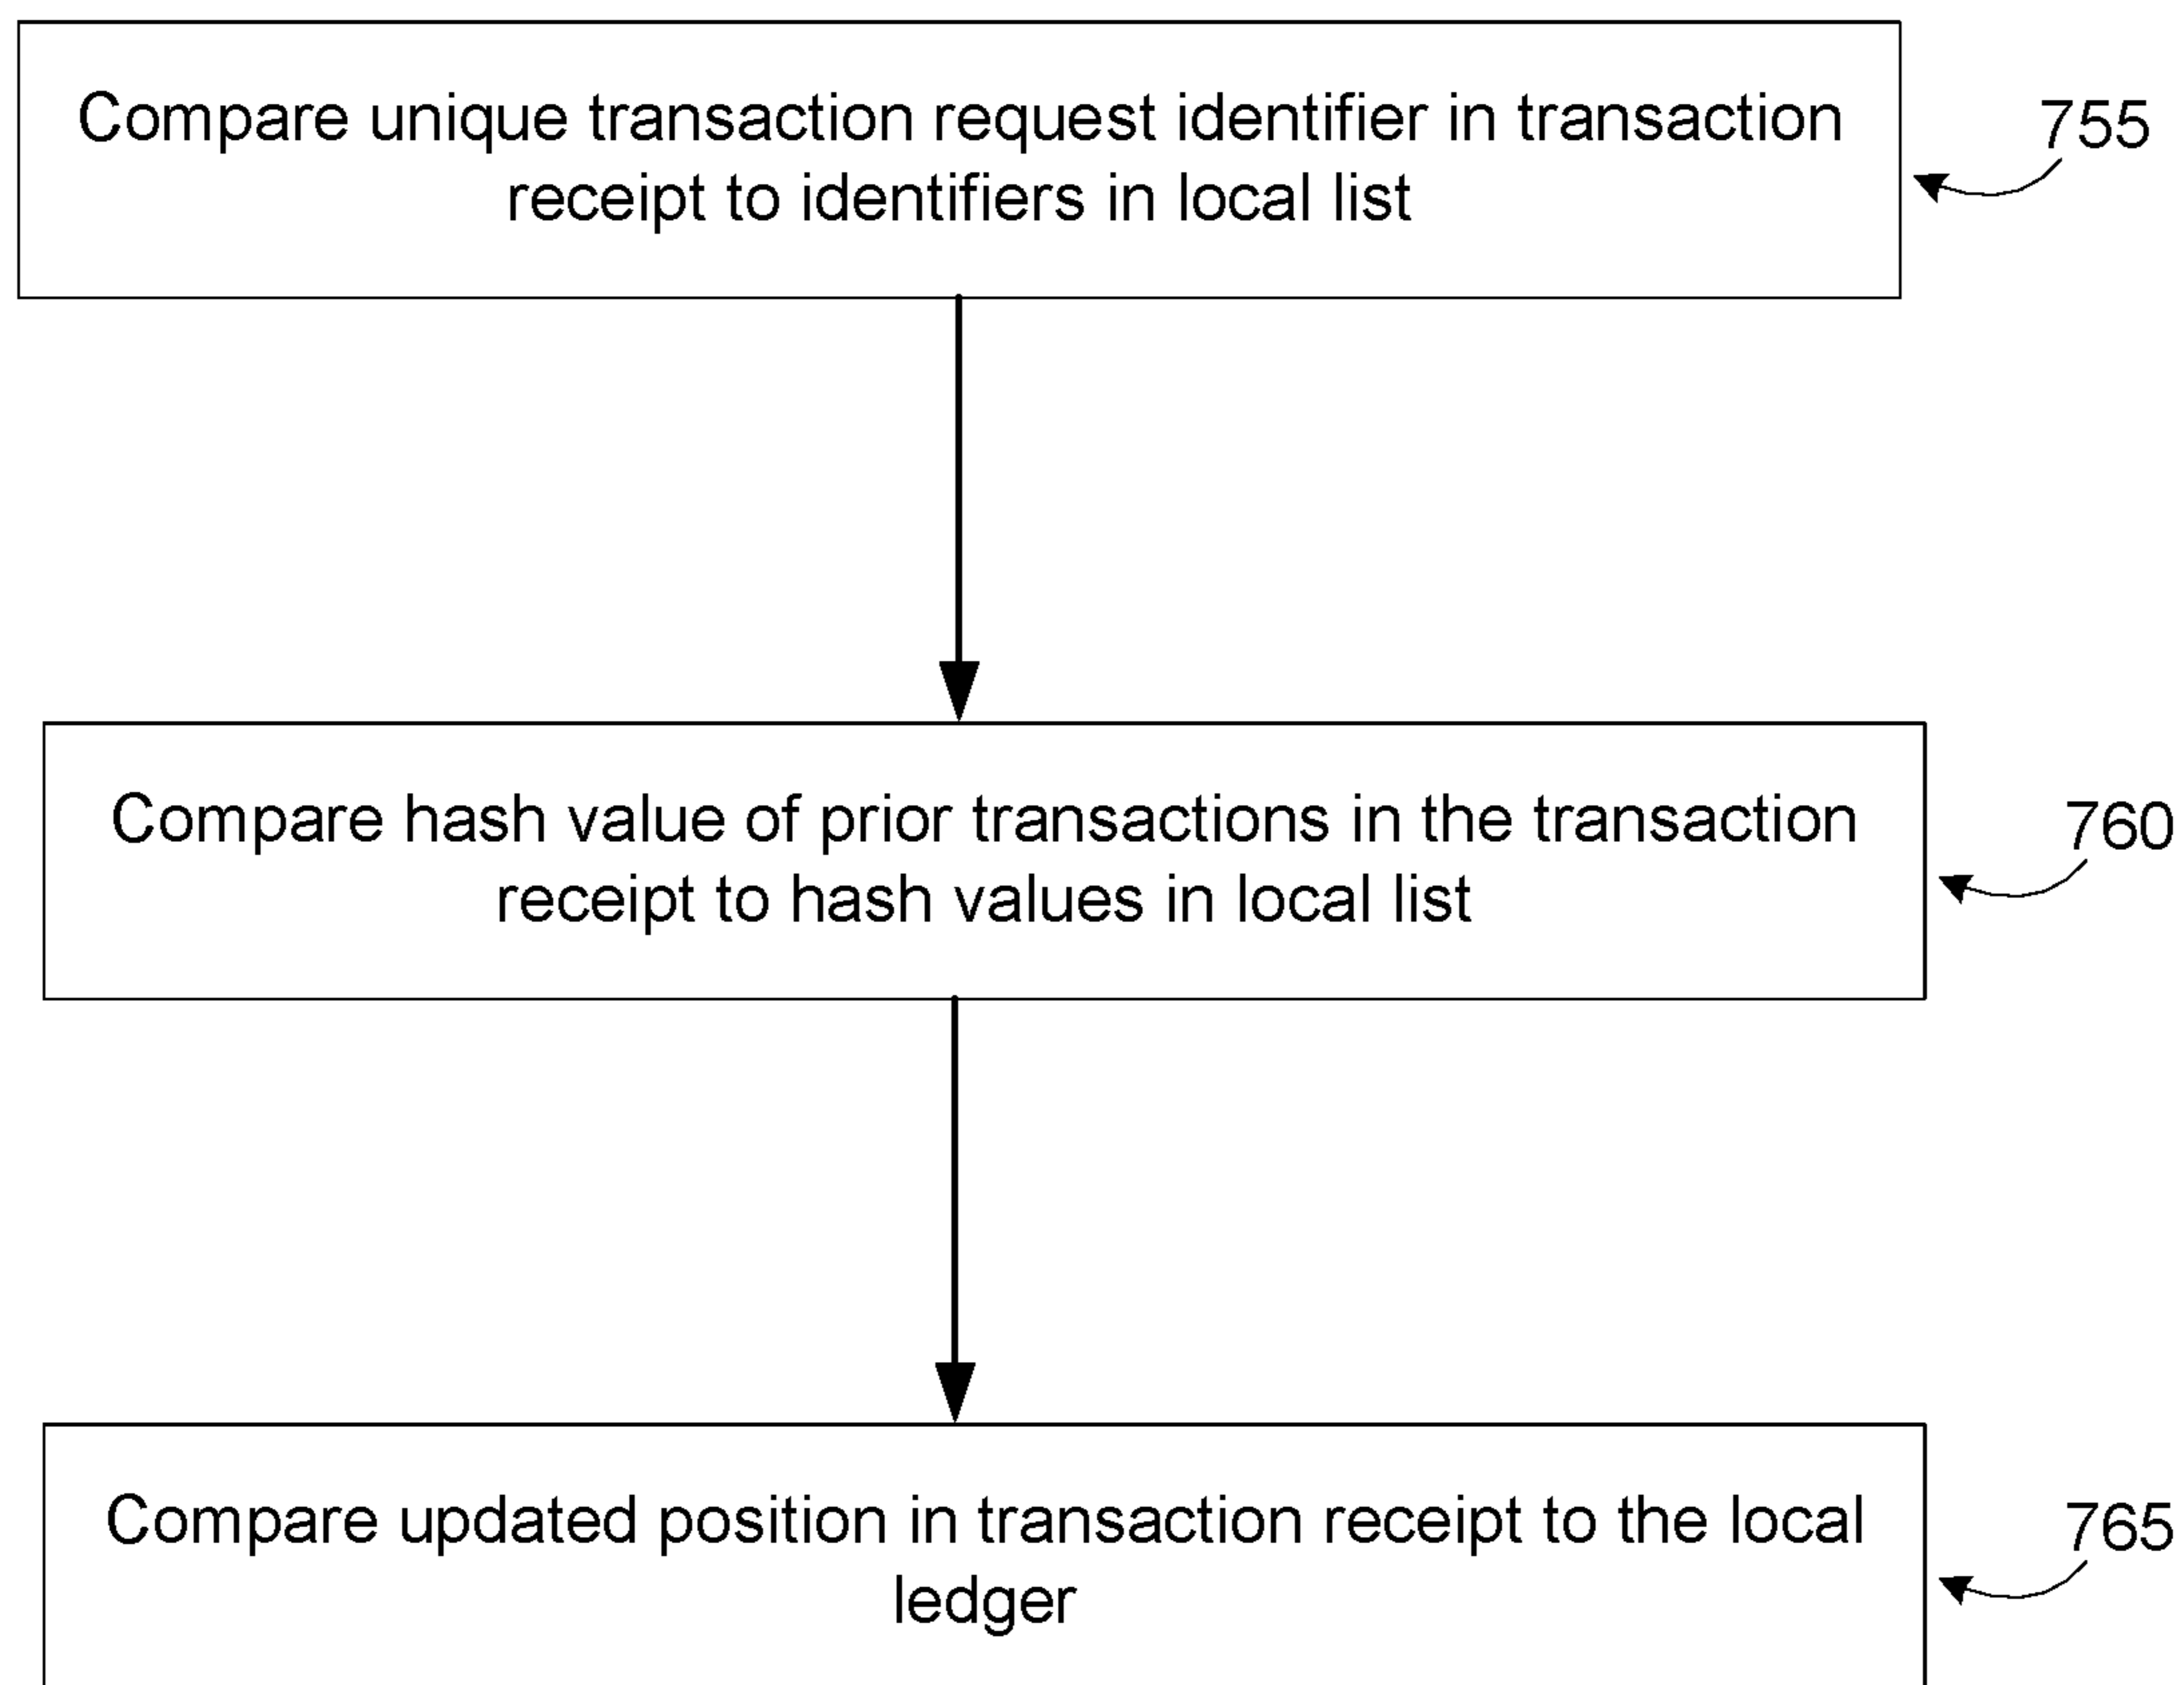 Compare unique transaction request identifier in transaction
receipt to identifiers in local list
755
Compare hash value of prior transactions in the transaction
receipt to hash values in local list
760
Compare updated position in transaction receipt to the local
ledger
765